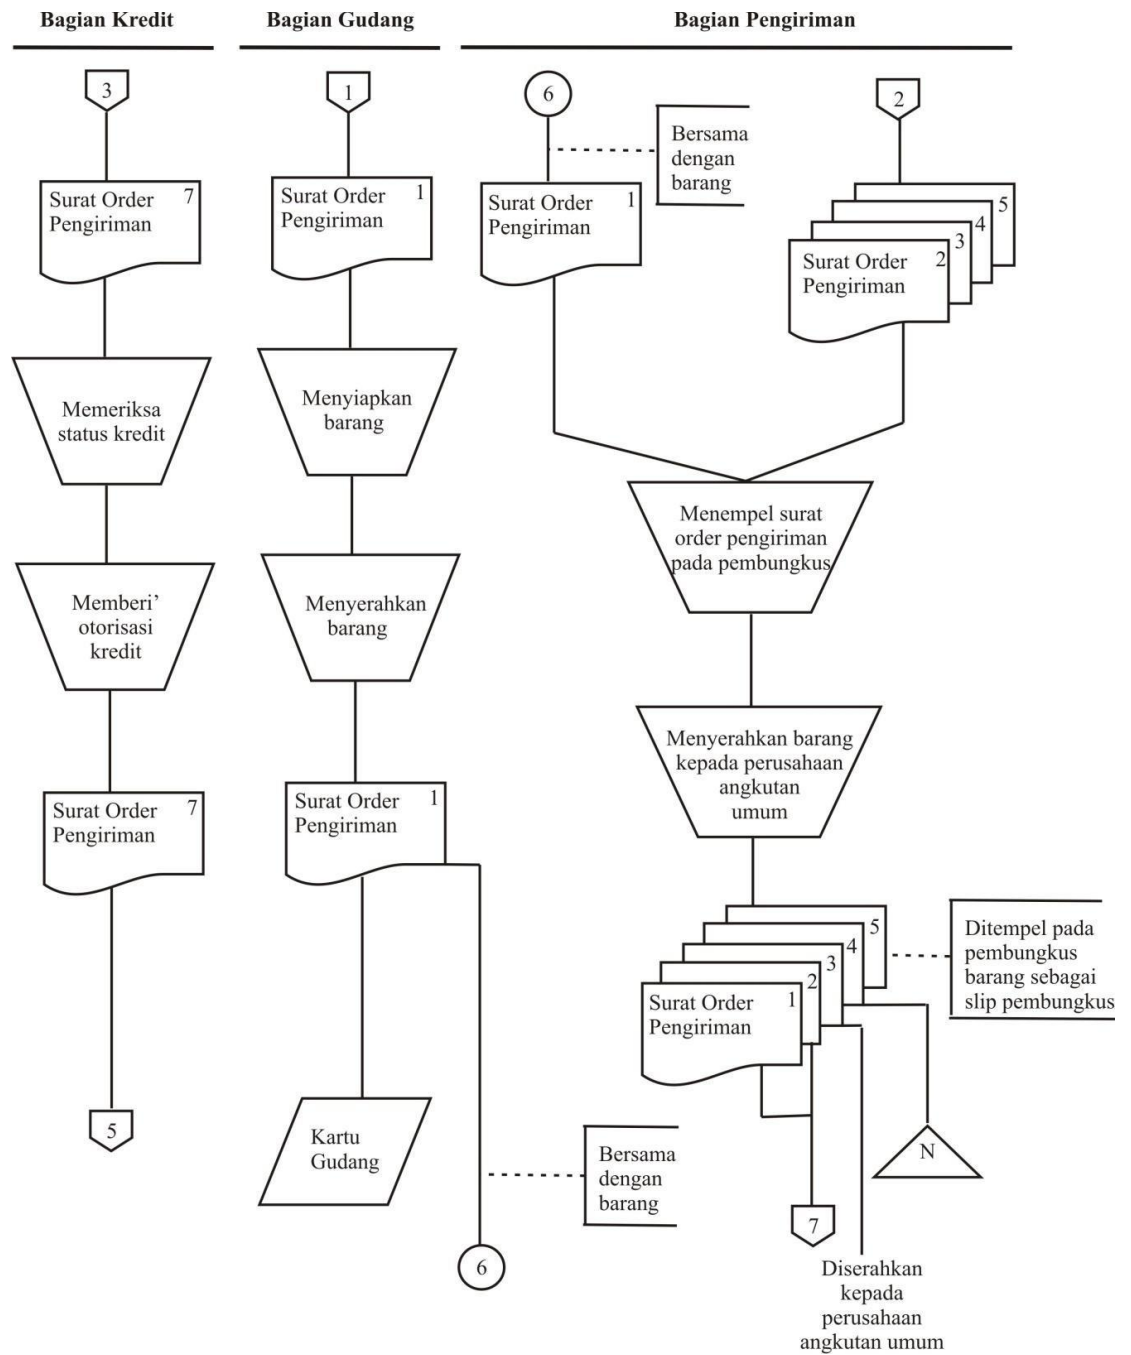 Bagian Kredit
3
Surat Order 7
Pengiriman
Memeriksa
status kredit
Memberi’
otorisasi
kredit
Surat Order 7
Pengiriman
5
Bagian Gudang
1
Surat Order 1
Pengiriman
Menyiapkan
barang
Menyerahkan
barang
Surat Order 1
Pengiriman
Kartu
Gudang
Bersama
dengan
barang
6
Bagian Pengiriman
6
Bersama
dengan
barang
Surat Order 1
Pengiriman
2
5
4
3
Surat Order 2
Pengiriman
Menempel surat
order pengiriman
pada pembungkus
Menyerahkan barang
kepada perusahaan
angkutan
umum
5
4
3
2
Surat Order 1
Pengiriman
Ditempel pada
pembungkus
barang sebagai
slip pembungkus
N
7
Diserahkan
kepada
perusahaan
angkutan umum